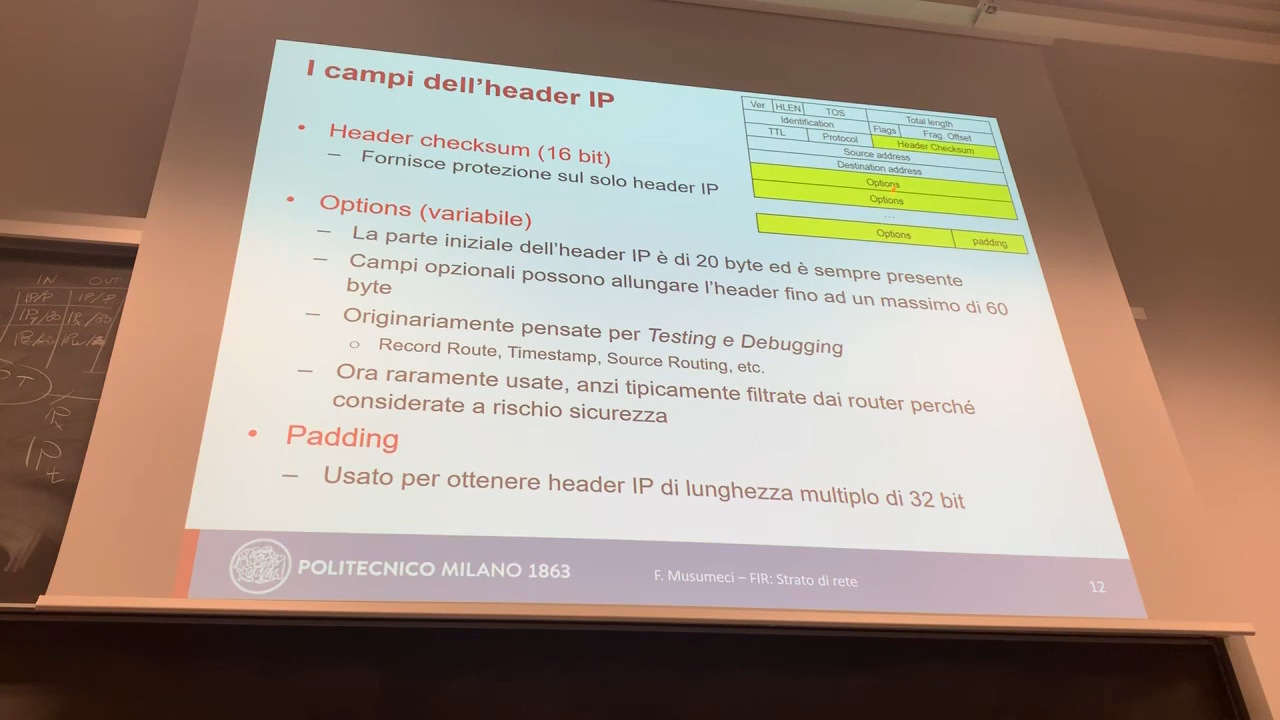 I campi dell'header IP
• Header checksum (16 bit)
– Fornisce protezione sul solo header IP
• Options (variabile)
– La parte iniziale dell'header IP è di 20 byte ed è sempre presente
– Campi opzionali possono allungare l'header fino ad un massimo di 60
byte
– Originariamente pensate per Testing e Debugging
○ Record Route, Timestamp, Source Routing, etc.
– Ora raramente usate, anzi tipicamente filtrate dai router perché
considerate a rischio sicurezza
• Padding
– Usato per ottenere header IP di lunghezza multiplo di 32 bit
Ver HLEN TOS Total length
Identification Flags Frag. Offset
TTL Protocol Header Checksum
Source address
Destination address
Options
Options
...
Options padding
POLITECNICO MILANO 1863
F. Musumeci – FIR: Strato di rete
12
IN OUT
IP/P IP/P